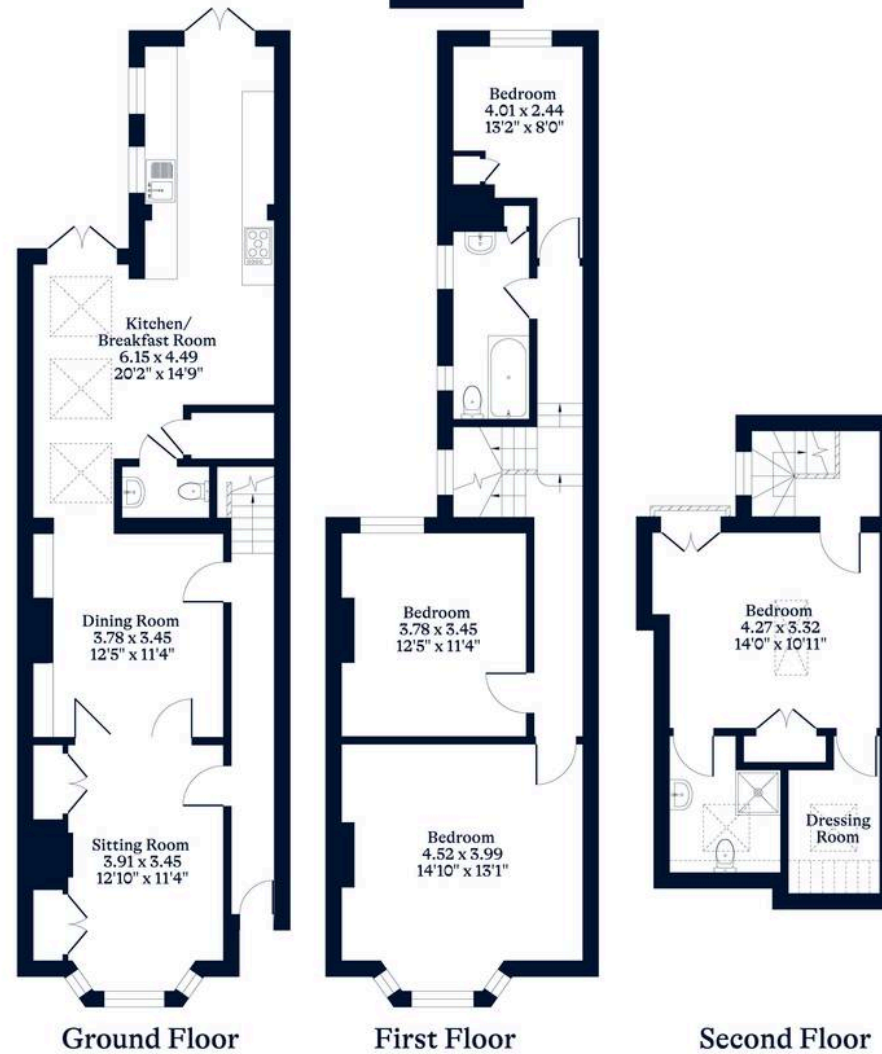 Kitchen/
Breakfast Room
6.15 x 4.49
20'2" x 14'9"
Dining Room
3.78 x 3.45
12'5" x 11'4"
Sitting Room
3.91 x 3.45
12'10" x 11'4"
Ground Floor
Bedroom
4.01 x 2.44
13'2" x 8'0"
Bedroom
3.78 x 3.45
12'5" x 11'4"
Bedroom
4.52 x 3.99
14'10" x 13'1"
First Floor
Bedroom
4.27 x 3.32
14'0" x 10'11"
Dressing
Room
Second Floor